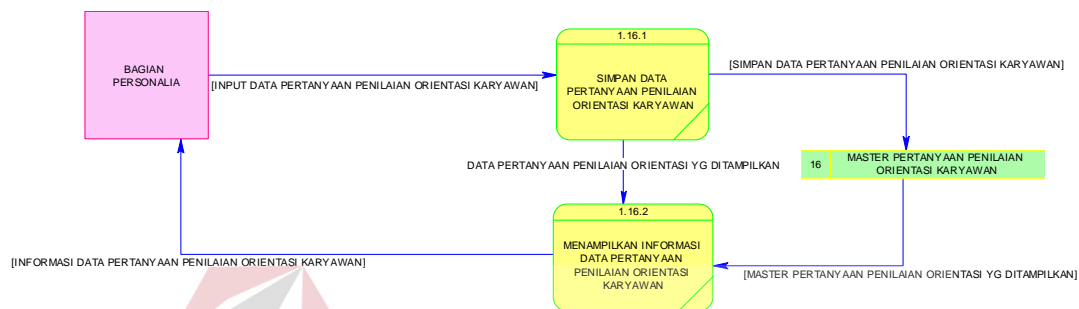 1.16.1
[SIMPAN DATA PERTANYAAN PENILAIAN ORIENTASI KARYAWAN]
BAGIAN
PERSONALIA
[INPUT DATA PERTANYAAN PENILAIAN ORIENTASI KARYAWAN]
SIMPAN DATA
PERTANYAAN PENILAIAN
ORIENTASI KARYAWAN
DATA PERTANYAAN PENILAIAN ORIENTASI YG DITAMPILKAN
16
MASTER PERTANYAAN PENILAIAN
ORIENTASI KARYAWAN
1.16.2
MENAMPILKAN INFORMASI
DATA PERTANYAAN
PENILAIAN ORIENTASI
KARYAWAN
[INFORMASI DATA PERTANYAAN PENILAIAN ORIENTASI KARYAWAN]
[MASTER PERTANYAAN PENILAIAN ORIENTASI YG DITAMPILKAN]